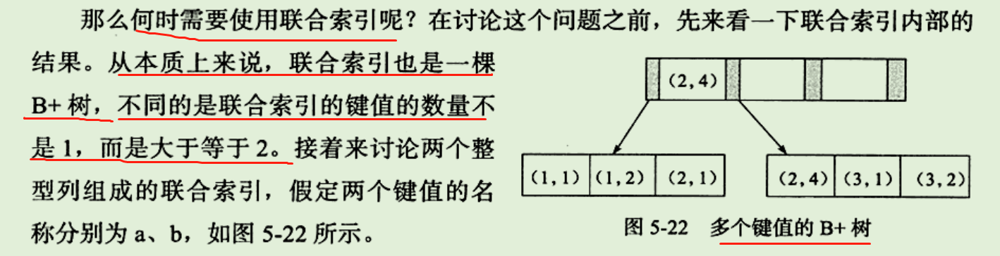 那么何时需要使用联合索引呢？在讨论这个问题之前，先来看一下联合索引内部的
结果。从本质上来说，联合索引也是一棵
B+ 树，不同的是联合索引的键值的数量不
是 1，而是大于等于 2。接着来讨论两个整
型列组成的联合索引，假定两个键值的名
称分别为 a、b，如图 5-22 所示。
(2,4)
(1,1) (1,2) (2,1)
(2,4) (3,1) (3,2)
图 5-22 多个键值的 B+ 树